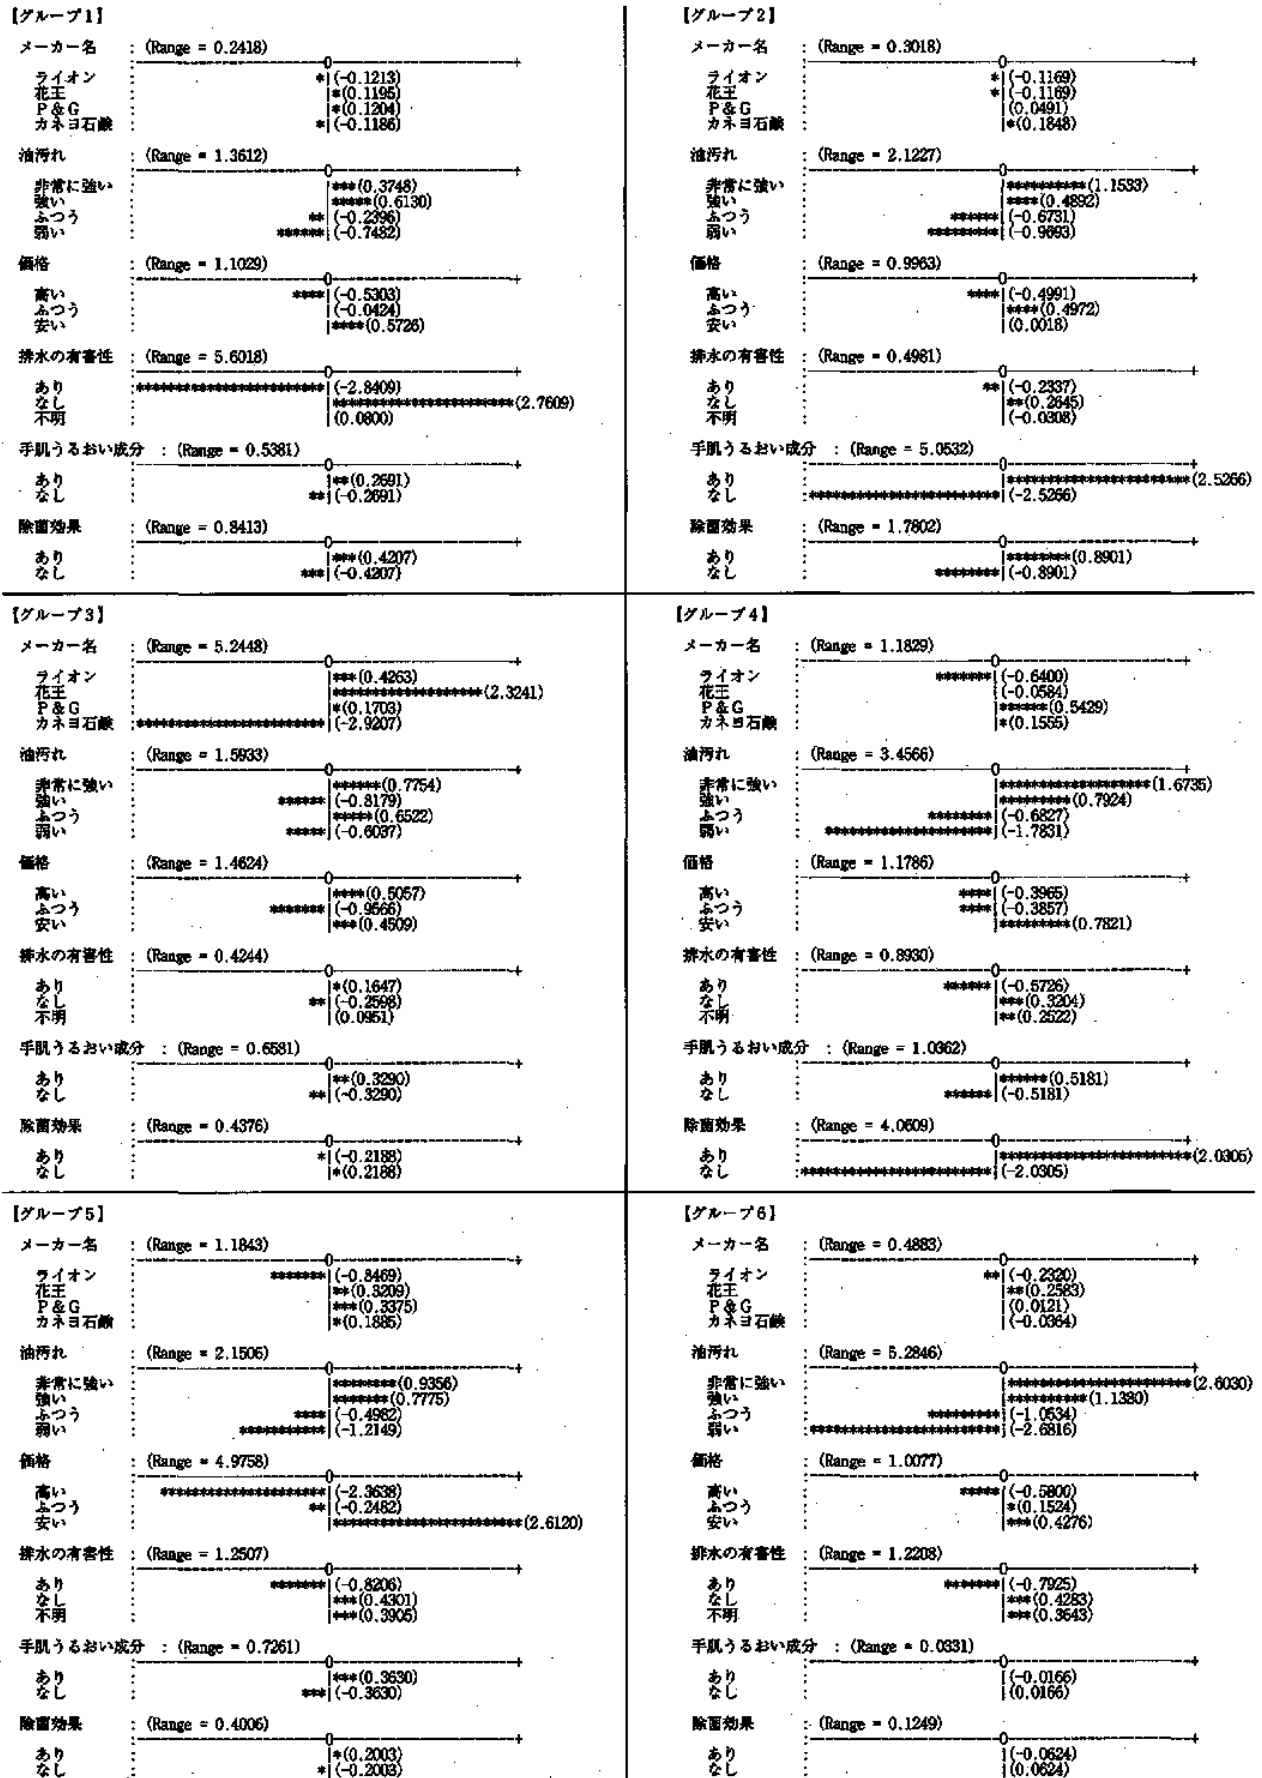 【グループ1】
メーカー名 : (Range = 0.2418)
ライオン : *|(-0.1213)
花王 : |*(0.1195)
P&G : |*(0.1204)
カネヨ石鹸 : *|(-0.1186)
油汚れ : (Range = 1.3612)
非常に強い : |***(0.3748)
強い : |*****(0.6130)
ふつう : **|(-0.2396)
弱い : ******|(-0.7482)
価格 : (Range = 1.1029)
高い : ****|(-0.5303)
ふつう : |(-0.0424)
安い : |****(0.5726)
排水の有害性 : (Range = 5.6018)
あり : ***********************|(-2.8409)
なし : |**********************(2.7609)
不明 : |(0.0800)
手肌うるおい成分 : (Range = 0.5381)
あり : |**(0.2691)
なし : **|(-0.2691)
除菌効果 : (Range = 0.8413)
あり : |***(0.4207)
なし : ***|(-0.4207)
【グループ2】
メーカー名 : (Range = 0.3018)
ライオン : *|(-0.1169)
花王 : *|(-0.1169)
P&G : |(0.0491)
カネヨ石鹸 : |*(0.1848)
油汚れ : (Range = 2.1227)
非常に強い : |**********(1.1533)
強い : |****(0.4892)
ふつう : ******|(-0.6731)
弱い : *********|(-0.9693)
価格 : (Range = 0.9963)
高い : ****|(-0.4991)
ふつう : |****(0.4972)
安い : |(0.0018)
排水の有害性 : (Range = 0.4981)
あり : **|(-0.2337)
なし : |**(0.2645)
不明 : |(-0.0308)
手肌うるおい成分 : (Range = 5.0532)
あり : |***********************(2.5266)
なし : ***********************|(-2.5266)
除菌効果 : (Range = 1.7802)
あり : |********(0.8901)
なし : ********|(-0.8901)
【グループ3】
メーカー名 : (Range = 5.2448)
ライオン : |***(0.4263)
花王 : |******************(2.3241)
P&G : |*(0.1703)
カネヨ石鹸 : ***********************|(-2.9207)
油汚れ : (Range = 1.5933)
非常に強い : |******(0.7754)
強い : ******|(-0.8179)
ふつう : |*****(0.6522)
弱い : *****|(-0.6037)
価格 : (Range = 1.4624)
高い : |****(0.5057)
ふつう : *******|(-0.9566)
安い : |***(0.4509)
排水の有害性 : (Range = 0.4244)
あり : |*(0.1647)
なし : **|(-0.2598)
不明 : |(0.0951)
手肌うるおい成分 : (Range = 0.6581)
あり : |**(0.3290)
なし : **|(-0.3290)
除菌効果 : (Range = 0.4376)
あり : *|(-0.2188)
なし : |*(0.2188)
【グループ4】
メーカー名 : (Range = 1.1829)
ライオン : *******|(-0.6400)
花王 : |(-0.0584)
P&G : |******(0.5429)
カネヨ石鹸 : |*(0.1555)
油汚れ : (Range = 3.4566)
非常に強い : |*******************(1.6735)
強い : |*********(0.7924)
ふつう : ********|(-0.6827)
弱い : ********************|(-1.7831)
価格 : (Range = 1.1786)
高い : ****|(-0.3965)
ふつう : ****|(-0.3857)
安い : |*********(0.7821)
排水の有害性 : (Range = 0.8930)
あり : ******|(-0.5726)
なし : |***(0.3204)
不明 : |**(0.2522)
手肌うるおい成分 : (Range = 1.0362)
あり : |******(0.5181)
なし : ******|(-0.5181)
除菌効果 : (Range = 4.0609)
あり : |***********************(2.0305)
なし : ***********************|(-2.0305)
【グループ5】
メーカー名 : (Range = 1.1843)
ライオン : *******|(-0.8469)
花王 : |**(0.3209)
P&G : |***(0.3375)
カネヨ石鹸 : |*(0.1885)
油汚れ : (Range = 2.1506)
非常に強い : |********(0.9356)
強い : |*******(0.7775)
ふつう : ****|(-0.4982)
弱い : **********|(-1.2149)
価格 : (Range = 4.9758)
高い : ********************|(-2.3638)
ふつう : **|(-0.2482)
安い : |***********************(2.6120)
排水の有害性 : (Range = 1.2507)
あり : *******|(-0.8206)
なし : |***(0.4301)
不明 : |***(0.3905)
手肌うるおい成分 : (Range = 0.7261)
あり : |***(0.3630)
なし : ***|(-0.3630)
除菌効果 : (Range = 0.4006)
あり : |*(0.2003)
なし : *|(-0.2003)
【グループ6】
メーカー名 : (Range = 0.4883)
ライオン : **|(-0.2320)
花王 : |**(0.2583)
P&G : |(0.0121)
カネヨ石鹸 : |(-0.0364)
油汚れ : (Range = 5.2846)
非常に強い : |***********************(2.6030)
強い : |**********(1.1380)
ふつう : *********|(-1.0534)
弱い : ***********************|(-2.6816)
価格 : (Range = 1.0077)
高い : *****|(-0.5800)
ふつう : |*(0.1524)
安い : |***(0.4276)
排水の有害性 : (Range = 1.2208)
あり : *******|(-0.7925)
なし : |***(0.4283)
不明 : |***(0.3643)
手肌うるおい成分 : (Range = 0.0331)
あり : |(-0.0166)
なし : |(0.0166)
除菌効果 : (Range = 0.1249)
あり : |(-0.0624)
なし : |(0.0624)